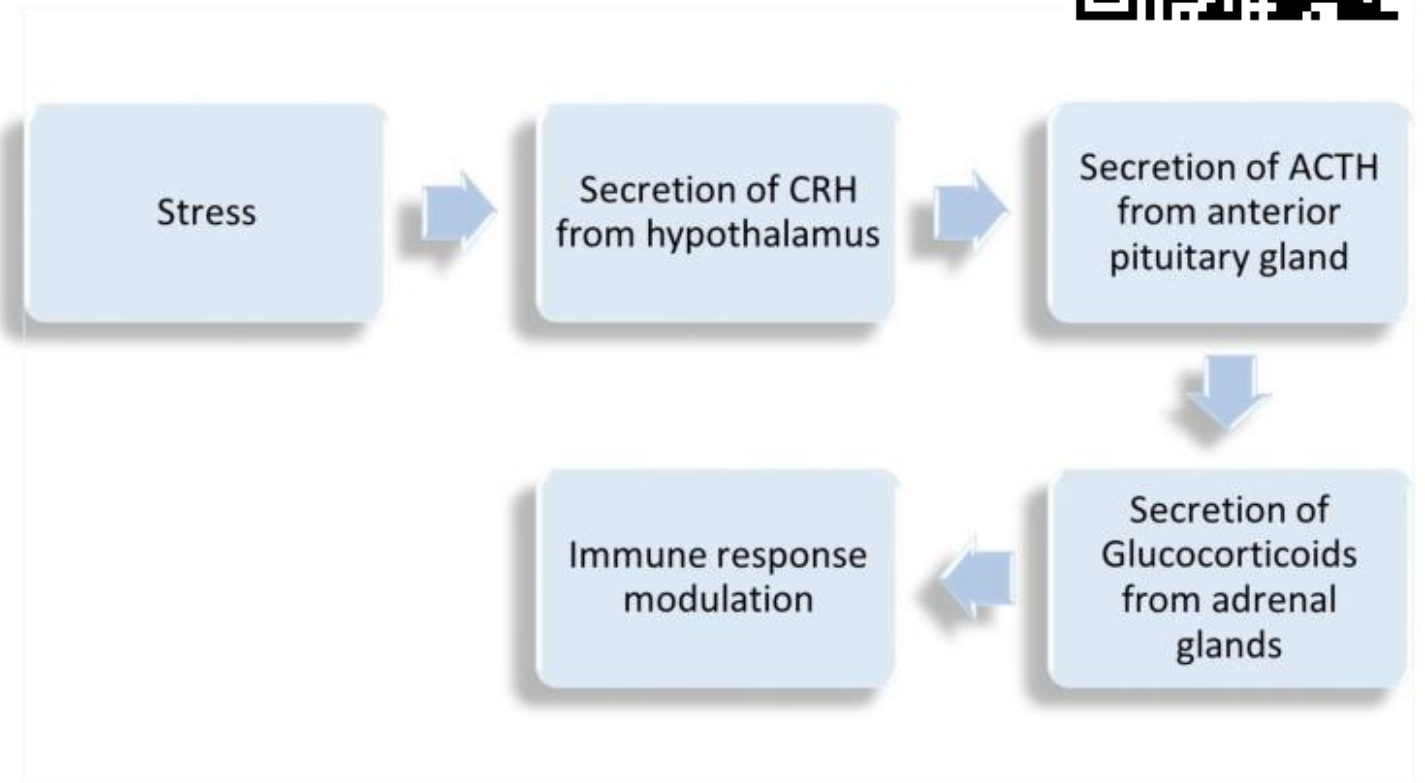 Stress
Secretion of CRH
from hypothalamus
Secretion of ACTH
from anterior
pituitary gland
Secretion of
Glucocorticoids
from adrenal
glands
Immune response
modulation